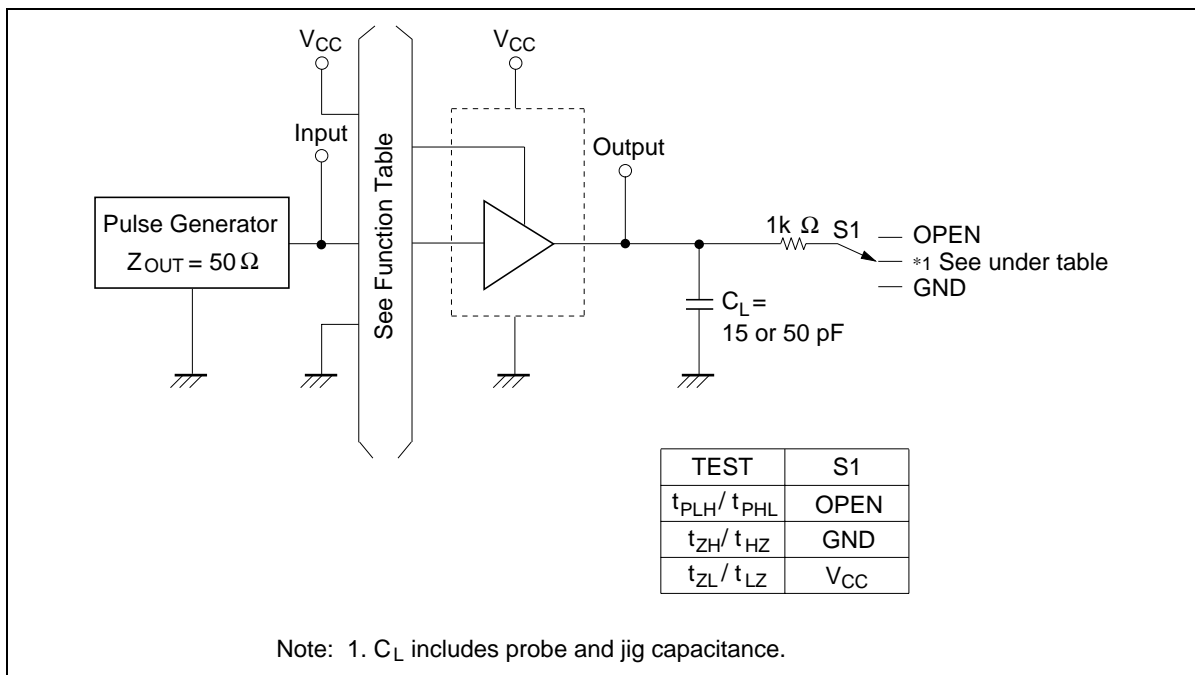 VCC
VCC
Input
Output
See Function Table
Pulse Generator
ZOUT = 50 Ω
1k Ω
S1
OPEN
*1 See under table
GND
CL =
15 or 50 pF
TEST S1
tPLH / tPHL OPEN
tZH / tHZ GND
tZL / tLZ VCC
Note: 1. CL includes probe and jig capacitance.